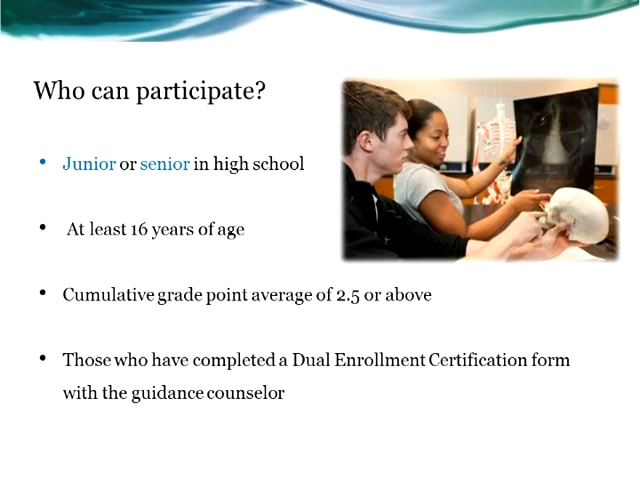 Who can participate?
• Junior or senior in high school
• At least 16 years of age
• Cumulative grade point average of 2.5 or above
• Those who have completed a Dual Enrollment Certification form
with the guidance counselor